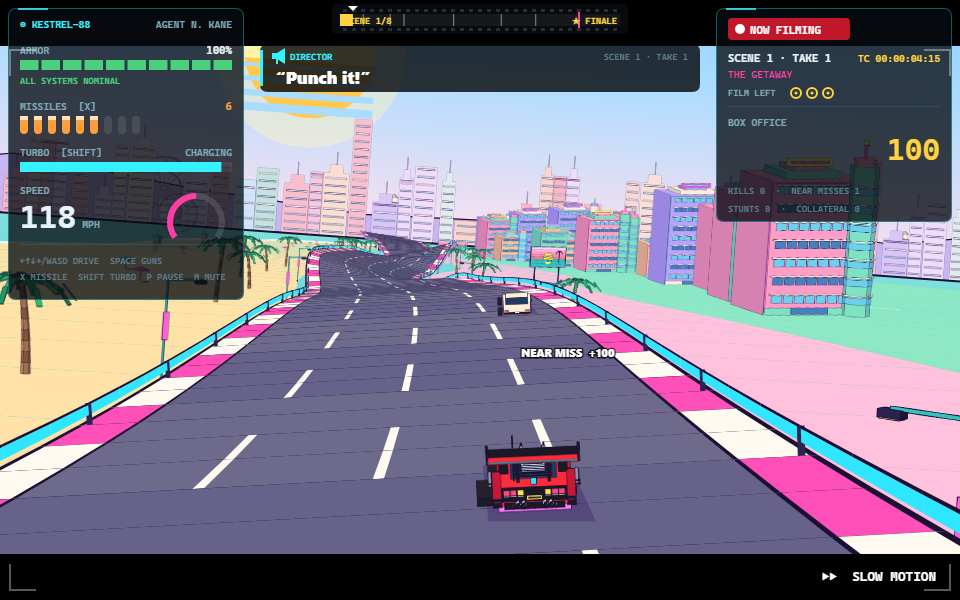 KESTREL-88 AGENT N. KANE
ARMOR 100%
ALL SYSTEMS NOMINAL
MISSILES [X] 6
TURBO [SHIFT] CHARGING
SPEED
118 MPH
←↑↓→/WASD DRIVE SPACE GUNS
X MISSILE SHIFT TURBO P PAUSE M MUTE
SCENE 1/8 ★ FINALE
DIRECTOR SCENE 1 · TAKE 1
“Punch it!”
NOW FILMING
SCENE 1 · TAKE 1 TC 00:00:04:15
THE GETAWAY
FILM LEFT
BOX OFFICE
100
KILLS 0 · NEAR MISSES 1
STUNTS 0 · COLLATERAL 0
NEAR MISS +100
SLOW MOTION